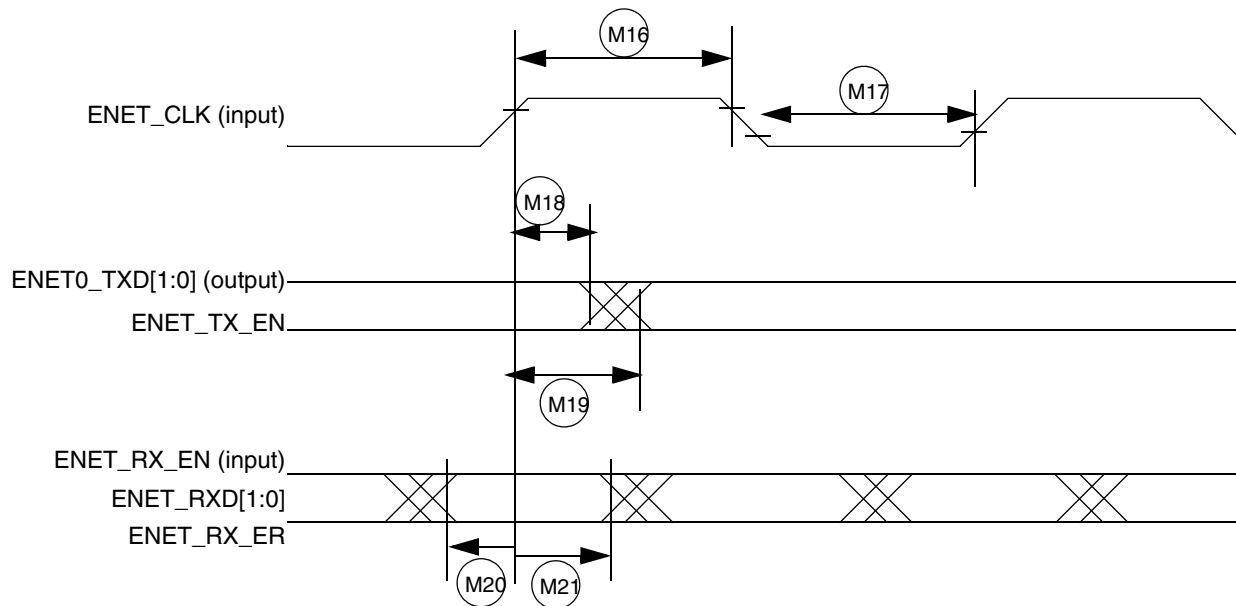 M16
M17
ENET_CLK (input)
M18
ENET0_TXD[1:0] (output)
ENET_TX_EN
M19
ENET_RX_EN (input)
ENET_RXD[1:0]
ENET_RX_ER
M20
M21